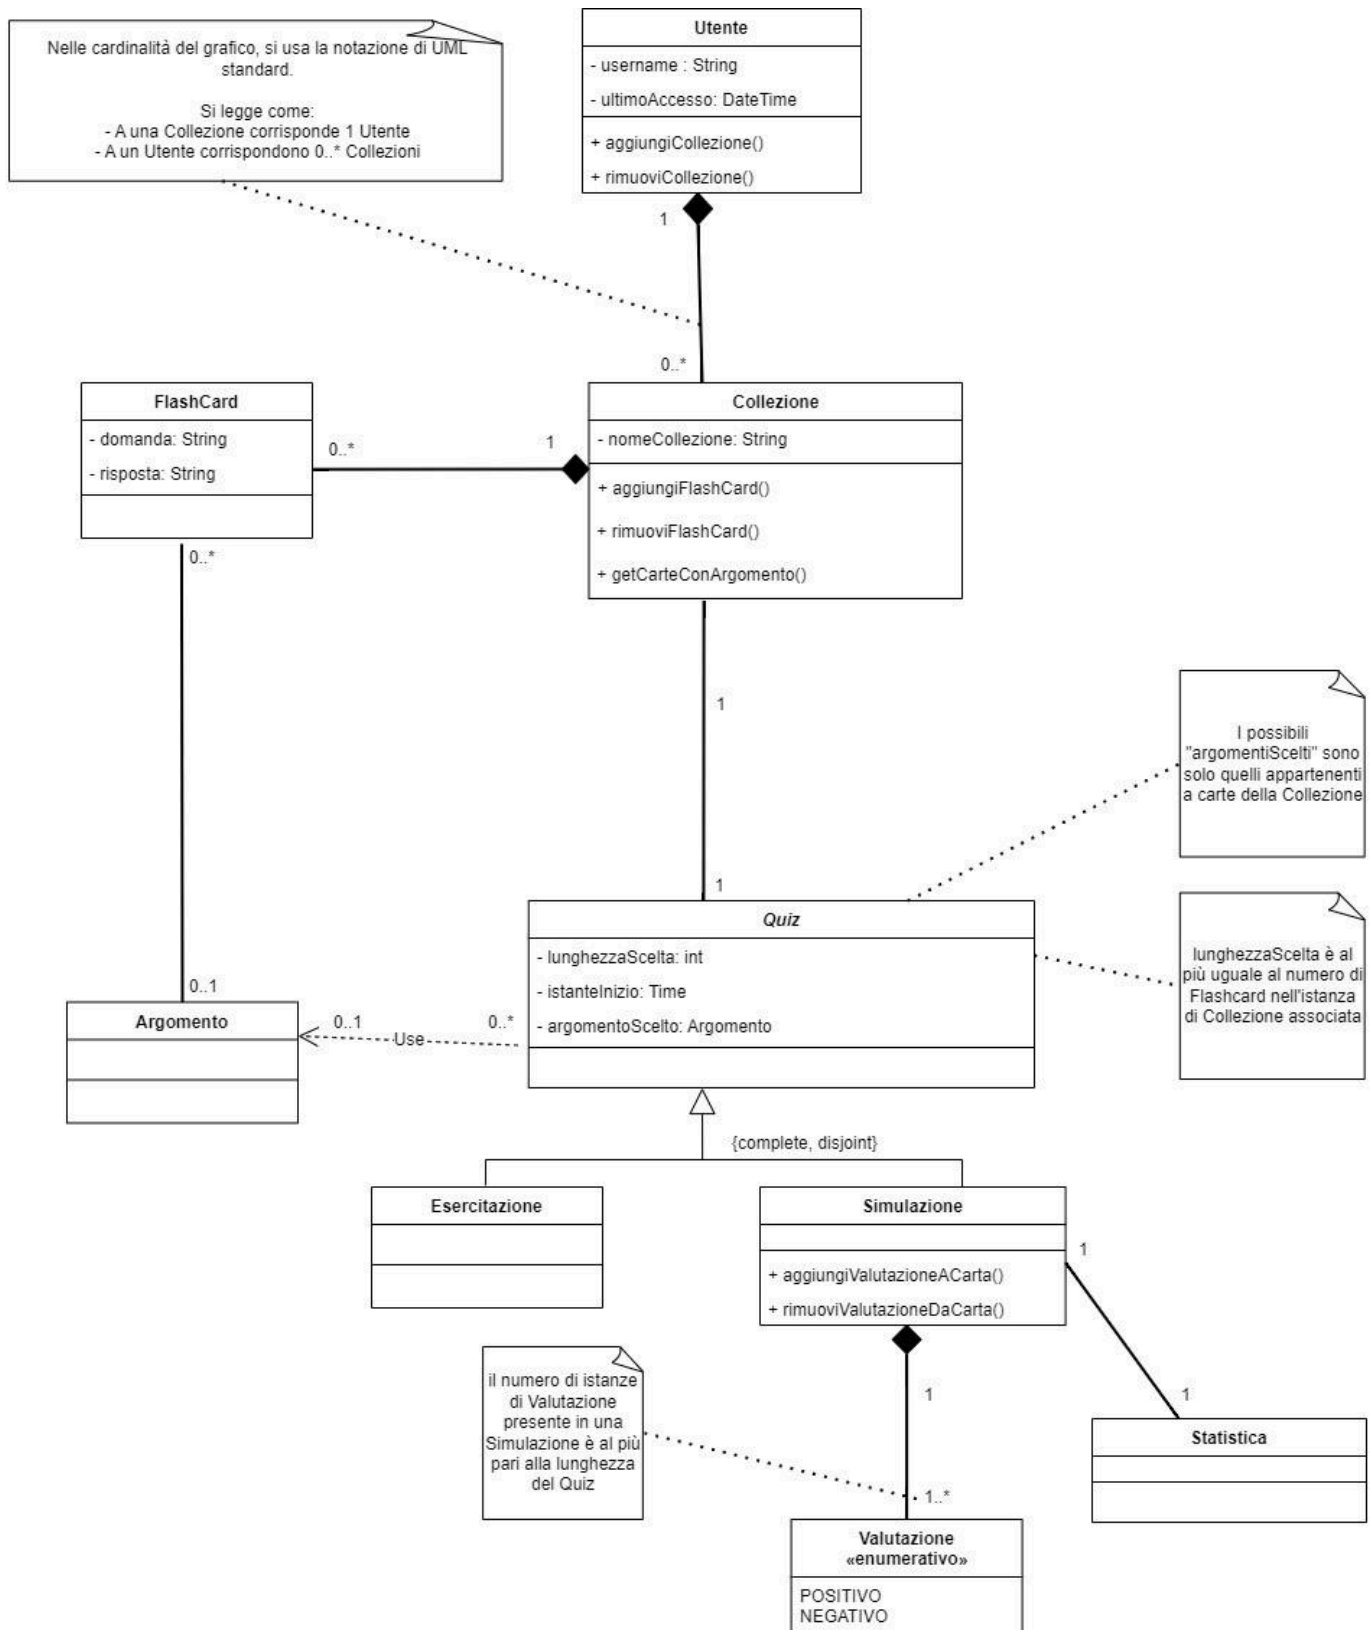 Nelle cardinalità del grafico, si usa la notazione di UML
standard.
Si legge come:
- A una Collezione corrisponde 1 Utente
- A un Utente corrispondono 0..* Collezioni
Utente
- username : String
- ultimoAccesso: DateTime
+ aggiungiCollezione()
+ rimuoviCollezione()
1
0..*
FlashCard
- domanda: String
- risposta: String
0..*
1
Collezione
- nomeCollezione: String
+ aggiungiFlashCard()
+ rimuoviFlashCard()
+ getCarteConArgomento()
0..*
1
1
I possibili
"argomentiScelti" sono
solo quelli appartenenti
a carte della Collezione
Quiz
- lunghezzaScelta: int
- istanteInizio: Time
- argomentoScelto: Argomento
lunghezzaScelta è al
più uguale al numero di
Flashcard nell'istanza
di Collezione associata
0..1
Argomento
0..1
Use
0..*
{complete, disjoint}
Esercitazione
Simulazione
+ aggiungiValutazioneACarta()
+ rimuoviValutazioneDaCarta()
1
1
Statistica
il numero di istanze
di Valutazione
presente in una
Simulazione è al più
pari alla lunghezza
del Quiz
1
1..*
Valutazione
«enumerativo»
POSITIVO
NEGATIVO